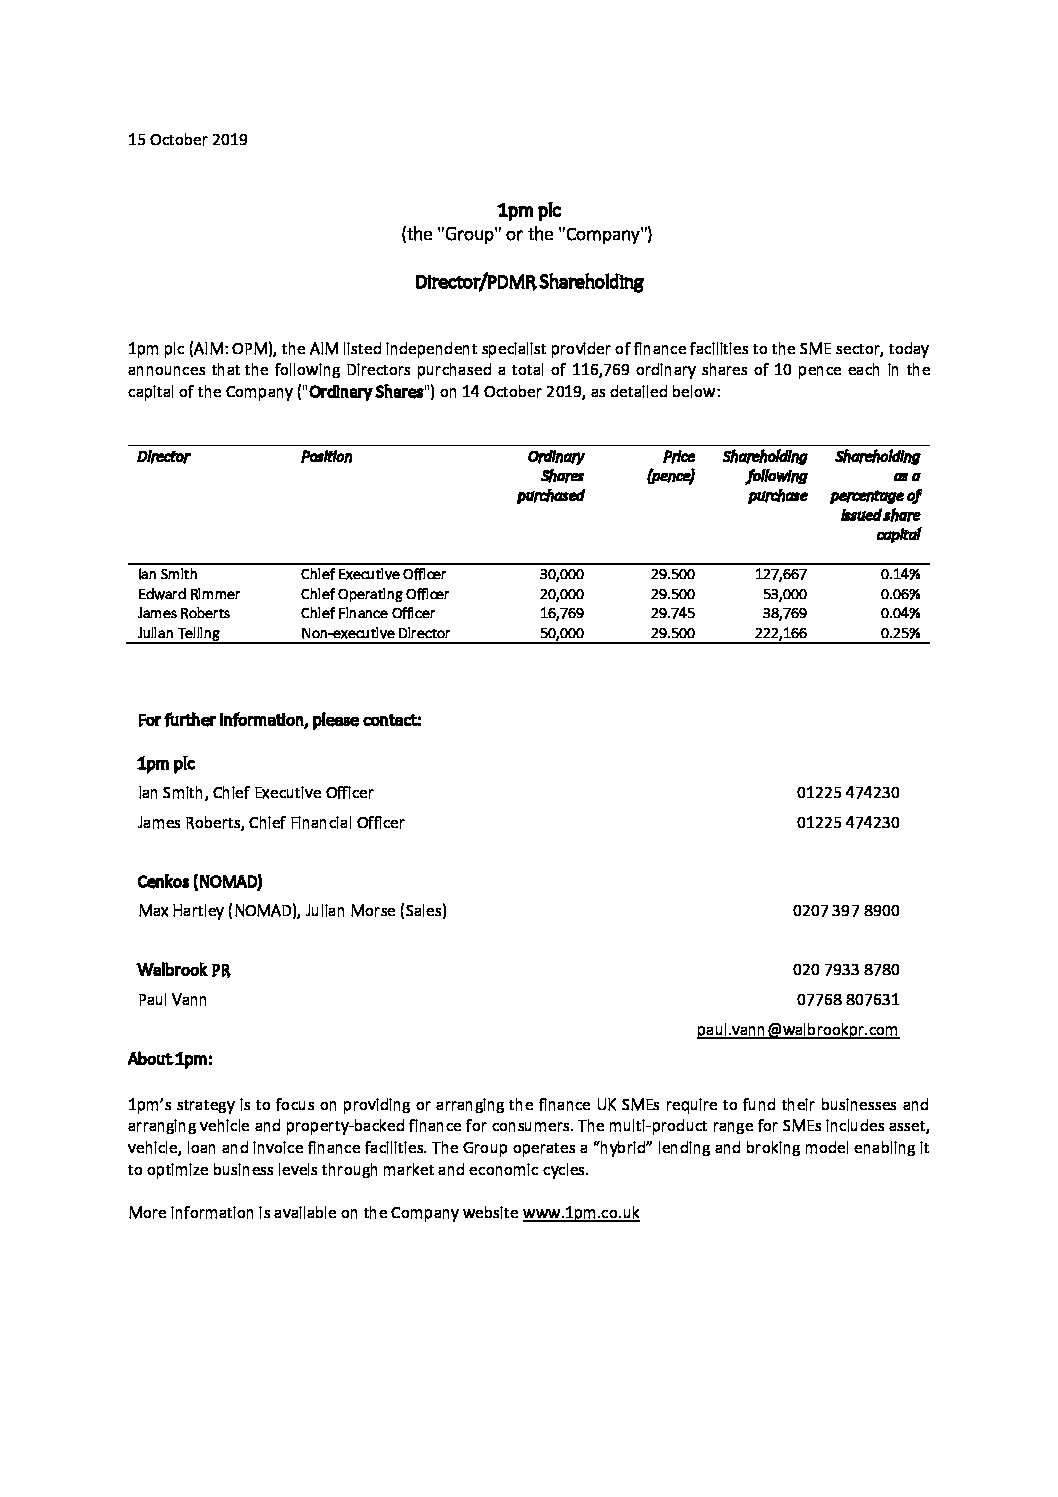 15 October 2019
1pm plc
(the "Group" or the "Company")
Director/PDMR Shareholding
1pm plc (AIM: OPM), the AIM listed independent specialist provider of finance facilities to the SME sector, today
announces that the following Directors purchased a total of 116,769 ordinary shares of 10 pence each in the
capital of the Company ("Ordinary Shares") on 14 October 2019, as detailed below:
Director Position Ordinary Price Shareholding Shareholding
Shares (pence) following as a
purchased purchase percentage of
issued share
capital
Ian Smith Chief Executive Officer 30,000 29.500 127,667 0.14%
Edward Rimmer Chief Operating Officer 20,000 29.500 53,000 0.06%
James Roberts Chief Finance Officer 16,769 29.745 38,769 0.04%
Julian Telling Non-executive Director 50,000 29.500 222,166 0.25%
For further information, please contact:
1pm plc
Ian Smith, Chief Executive Officer 01225 474230
James Roberts, Chief Financial Officer 01225 474230
Cenkos (NOMAD)
Max Hartley (NOMAD), Julian Morse (Sales) 0207 397 8900
Walbrook PR 020 7933 8780
Paul Vann 07768 807631
paul.vann@walbrookpr.com
About 1pm:
1pm’s strategy is to focus on providing or arranging the finance UK SMEs require to fund their businesses and
arranging vehicle and property-backed finance for consumers. The multi-product range for SMEs includes asset,
vehicle, loan and invoice finance facilities. The Group operates a “hybrid” lending and broking model enabling it
to optimize business levels through market and economic cycles.
More information is available on the Company website www.1pm.co.uk